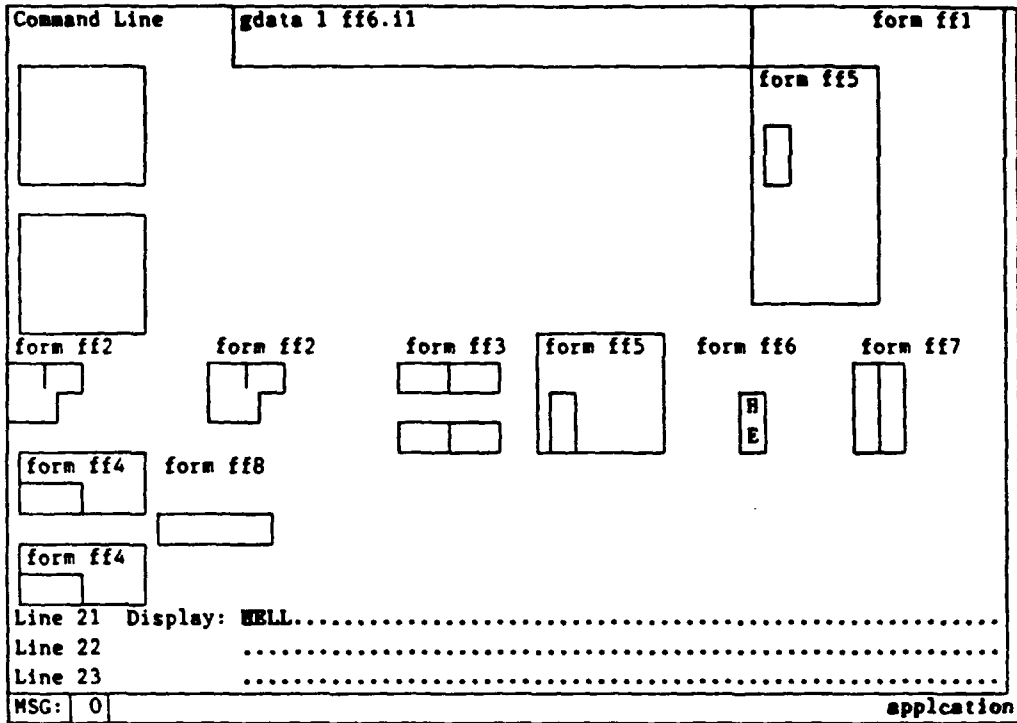 Command Line gdata 1 ff6.i1 form ff1
form ff5
form ff2 form ff2 form ff3 form ff5 form ff6 form ff7
H
E
form ff4 form ff8
form ff4
Line 21 Display: HELL..........................................................
Line 22 ..............................................................
Line 23 ..............................................................
MSG: 0 applcation